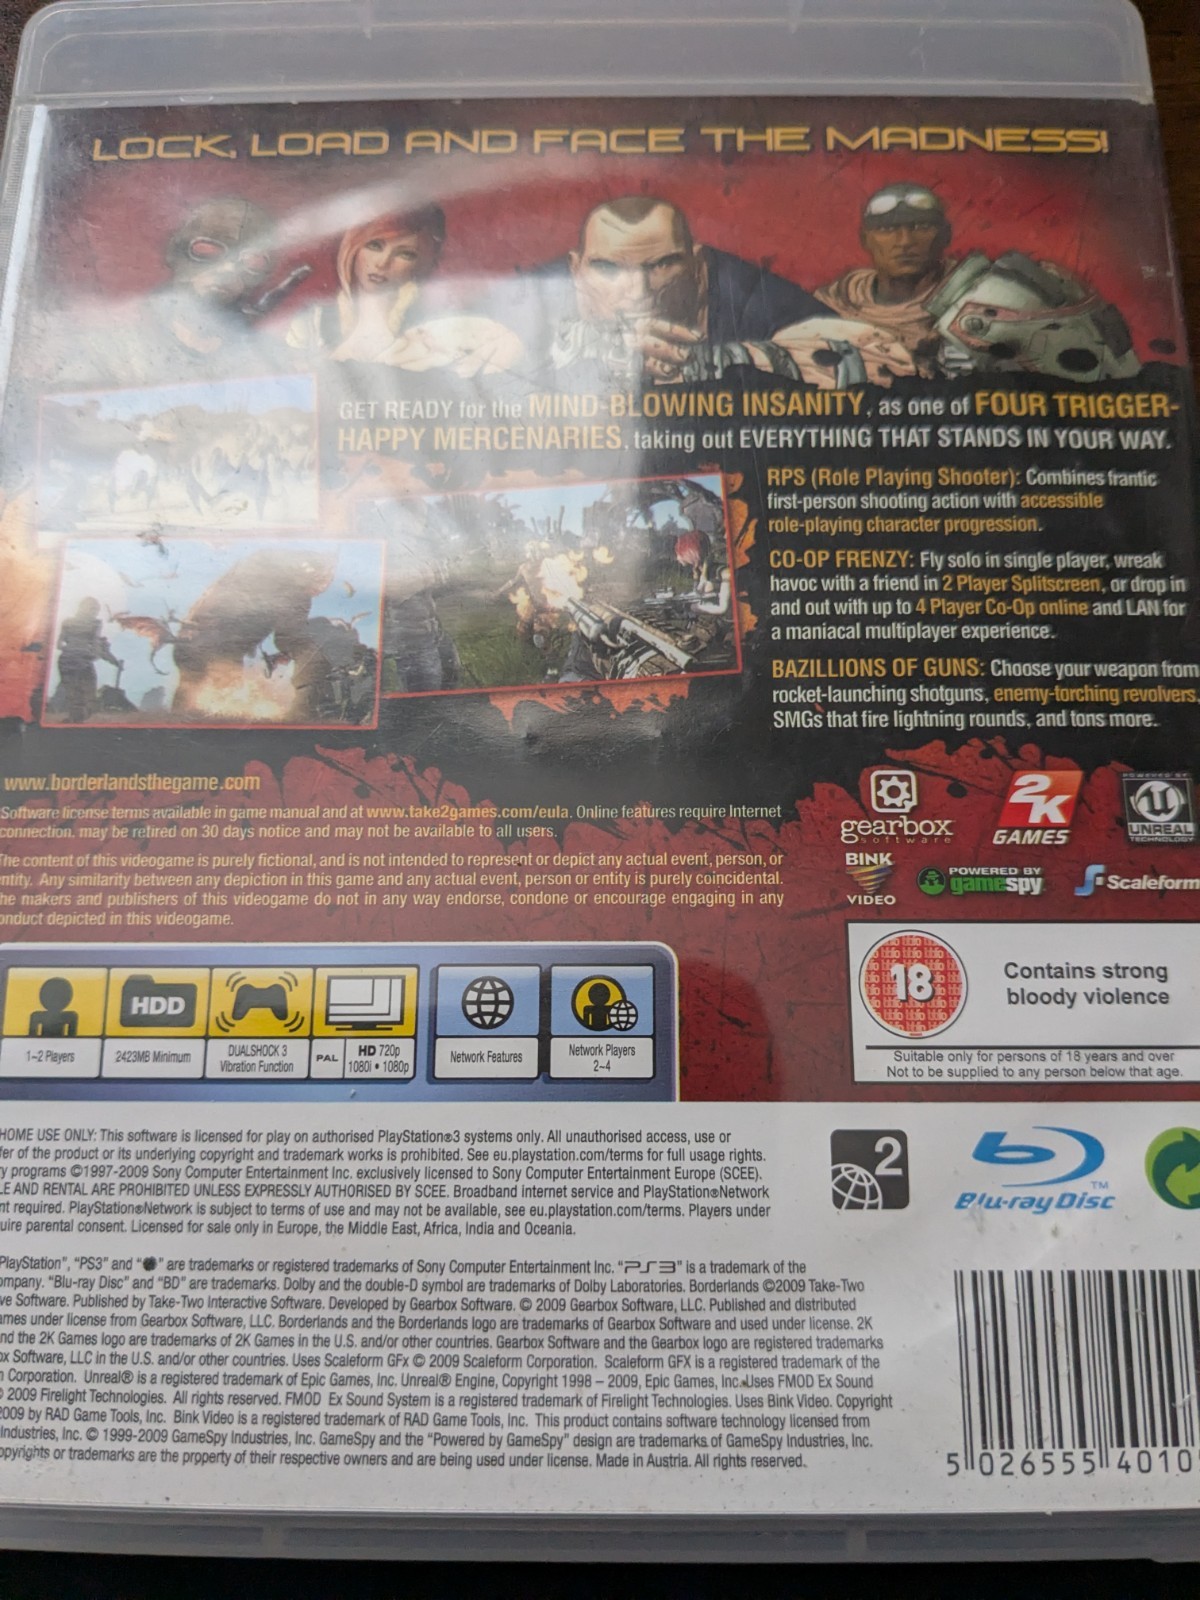 LOCK, LOAD AND FACE THE MADNESS!
GET READY for the MIND-BLOWING INSANITY, as one of FOUR TRIGGER-
HAPPY MERCENARIES, taking out EVERYTHING THAT STANDS IN YOUR WAY.
RPS (Role Playing Shooter): Combines frantic
first-person shooting action with accessible
role-playing character progression.
CO-OP FRENZY: Fly solo in single player, wreak
havoc with a friend in 2 Player Splitscreen, or drop in
and out with up to 4 Player Co-Op online and LAN for
a maniacal multiplayer experience.
BAZILLIONS OF GUNS: Choose your weapon from
rocket-launching shotguns, enemy-torching revolvers
SMGs that fire lightning rounds, and tons more.
www.borderlandsthegame.com
Software license terms available in game manual and at www.take2games.com/eula. Online features require Internet
connection, may be retired on 30 days notice and may not be available to all users.
The content of this videogame is purely fictional, and is not intended to represent or depict any actual event, person, or
ntity. Any similarity between any depiction in this game and any actual event, person or entity is purely coincidental.
he makers and publishers of this videogame do not in any way endorse, condone or encourage engaging in any
onduct depicted in this videogame.
gearbox
software
2K
GAMES
POWERED BY
UNREAL
TECHNOLOGY
BINK
VIDEO
POWERED BY
gamespy
Scaleform
18
Contains strong
bloody violence
Suitable only for persons of 18 years and over
Not to be supplied to any person below that age.
HDD
1-2 Players
2423MB Minimum
DUALSHOCK 3
Vibration Function
PAL
HD 720p
1080i • 1080p
Network Features
Network Players
2-4
HOME USE ONLY: This software is licensed for play on authorised PlayStation®3 systems only. All unauthorised access, use or
fer of the product or its underlying copyright and trademark works is prohibited. See eu.playstation.com/terms for full usage rights.
ry programs ©1997-2009 Sony Computer Entertainment Inc. exclusively licensed to Sony Computer Entertainment Europe (SCEE).
LE AND RENTAL ARE PROHIBITED UNLESS EXPRESSLY AUTHORISED BY SCEE. Broadband internet service and PlayStation®Network
nt required. PlayStation®Network is subject to terms of use and may not be available, see eu.playstation.com/terms. Players under
uire parental consent. Licensed for sale only in Europe, the Middle East, Africa, India and Oceania.
2
Blu-ray Disc
TM
PlayStation", "PS3" and " " are trademarks or registered trademarks of Sony Computer Entertainment Inc. "PS3" is a trademark of the
ompany. "Blu-ray Disc" and "BD" are trademarks. Dolby and the double-D symbol are trademarks of Dolby Laboratories. Borderlands ©2009 Take-Two
ve Software. Published by Take-Two Interactive Software. Developed by Gearbox Software. © 2009 Gearbox Software, LLC. Published and distributed
ames under license from Gearbox Software, LLC. Borderlands and the Borderlands logo are trademarks of Gearbox Software and used under license. 2K
nd the 2K Games logo are trademarks of 2K Games in the U.S. and/or other countries. Gearbox Software and the Gearbox logo are registered trademarks
ox Software, LLC in the U.S. and/or other countries. Uses Scaleform GFx © 2009 Scaleform Corporation. Scaleform GFX is a registered trademark of the
n Corporation. Unreal® is a registered trademark of Epic Games, Inc. Unreal® Engine, Copyright 1998 – 2009, Epic Games, Inc. Uses FMOD Ex Sound
© 2009 Firelight Technologies. All rights reserved. FMOD Ex Sound System is a registered trademark of Firelight Technologies. Uses Bink Video. Copyright
2009 by RAD Game Tools, Inc. Bink Video is a registered trademark of RAD Game Tools, Inc. This product contains software technology licensed from
Industries, Inc. © 1999-2009 GameSpy Industries, Inc. GameSpy and the "Powered by GameSpy" design are trademarks of GameSpy Industries, Inc.
opyrights or trademarks are the property of their respective owners and are being used under license. Made in Austria. All rights reserved.
5 026555 4010